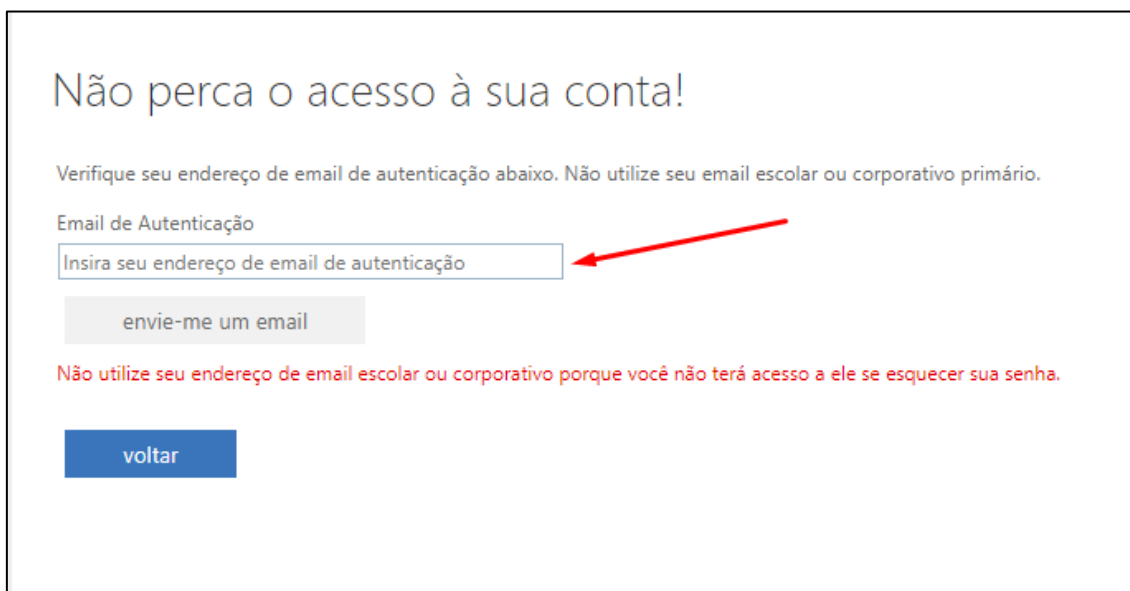 Não perca o acesso à sua conta!
Verifique seu endereço de email de autenticação abaixo. Não utilize seu email escolar ou corporativo primário.
Email de Autenticação
Insira seu endereço de email de autenticação
envie-me um email
Não utilize seu endereço de email escolar ou corporativo porque você não terá acesso a ele se esquecer sua senha.
voltar